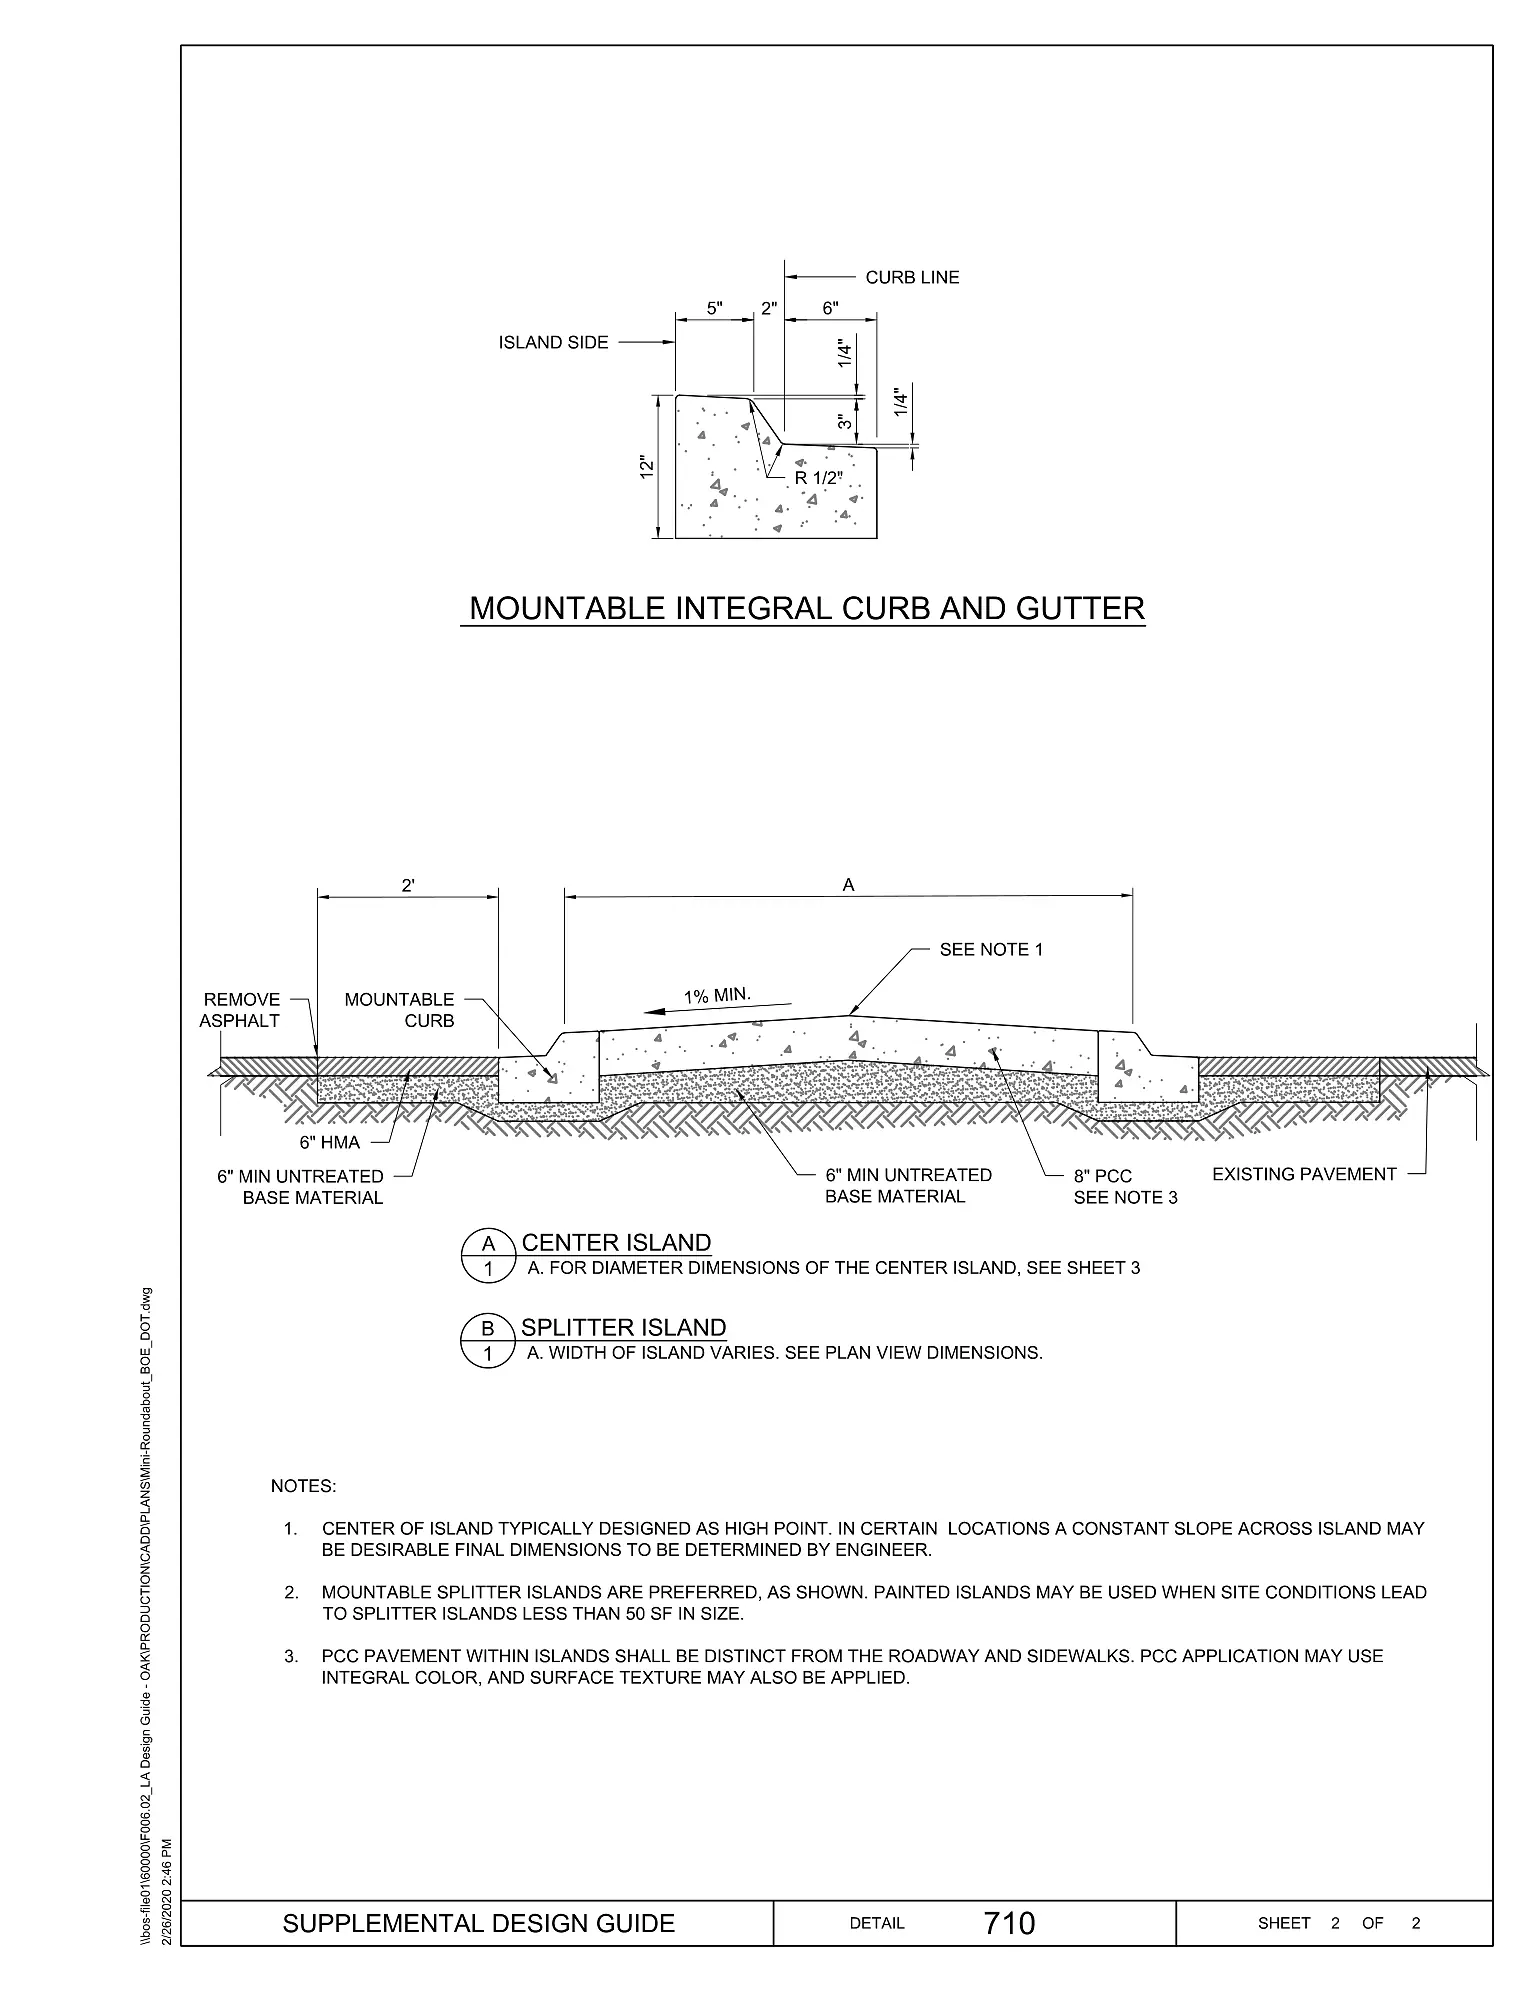 CURB LINE
5" 2" 6"
ISLAND SIDE
1/4"
1/4"
3"
12"
R 1/2"
MOUNTABLE INTEGRAL CURB AND GUTTER
2' A
SEE NOTE 1
1% MIN.
REMOVE
ASPHALT
MOUNTABLE
CURB
6" HMA
6" MIN UNTREATED
BASE MATERIAL
6" MIN UNTREATED
BASE MATERIAL
8" PCC
SEE NOTE 3
EXISTING PAVEMENT
A
1
CENTER ISLAND
A. FOR DIAMETER DIMENSIONS OF THE CENTER ISLAND, SEE SHEET 3
B
1
SPLITTER ISLAND
A. WIDTH OF ISLAND VARIES. SEE PLAN VIEW DIMENSIONS.
NOTES:
1. CENTER OF ISLAND TYPICALLY DESIGNED AS HIGH POINT. IN CERTAIN LOCATIONS A CONSTANT SLOPE ACROSS ISLAND MAY
BE DESIRABLE FINAL DIMENSIONS TO BE DETERMINED BY ENGINEER.
2. MOUNTABLE SPLITTER ISLANDS ARE PREFERRED, AS SHOWN. PAINTED ISLANDS MAY BE USED WHEN SITE CONDITIONS LEAD
TO SPLITTER ISLANDS LESS THAN 50 SF IN SIZE.
3. PCC PAVEMENT WITHIN ISLANDS SHALL BE DISTINCT FROM THE ROADWAY AND SIDEWALKS. PCC APPLICATION MAY USE
INTEGRAL COLOR, AND SURFACE TEXTURE MAY ALSO BE APPLIED.
SUPPLEMENTAL DESIGN GUIDE
DETAIL 710
SHEET 2 OF 2
\\bos-file01\60000\F006.02_LA Design Guide - OAK\PRODUCTION\CADD\PLANS\Mini-Roundabout_BOE_DOT.dwg
2/26/2020 2:46 PM